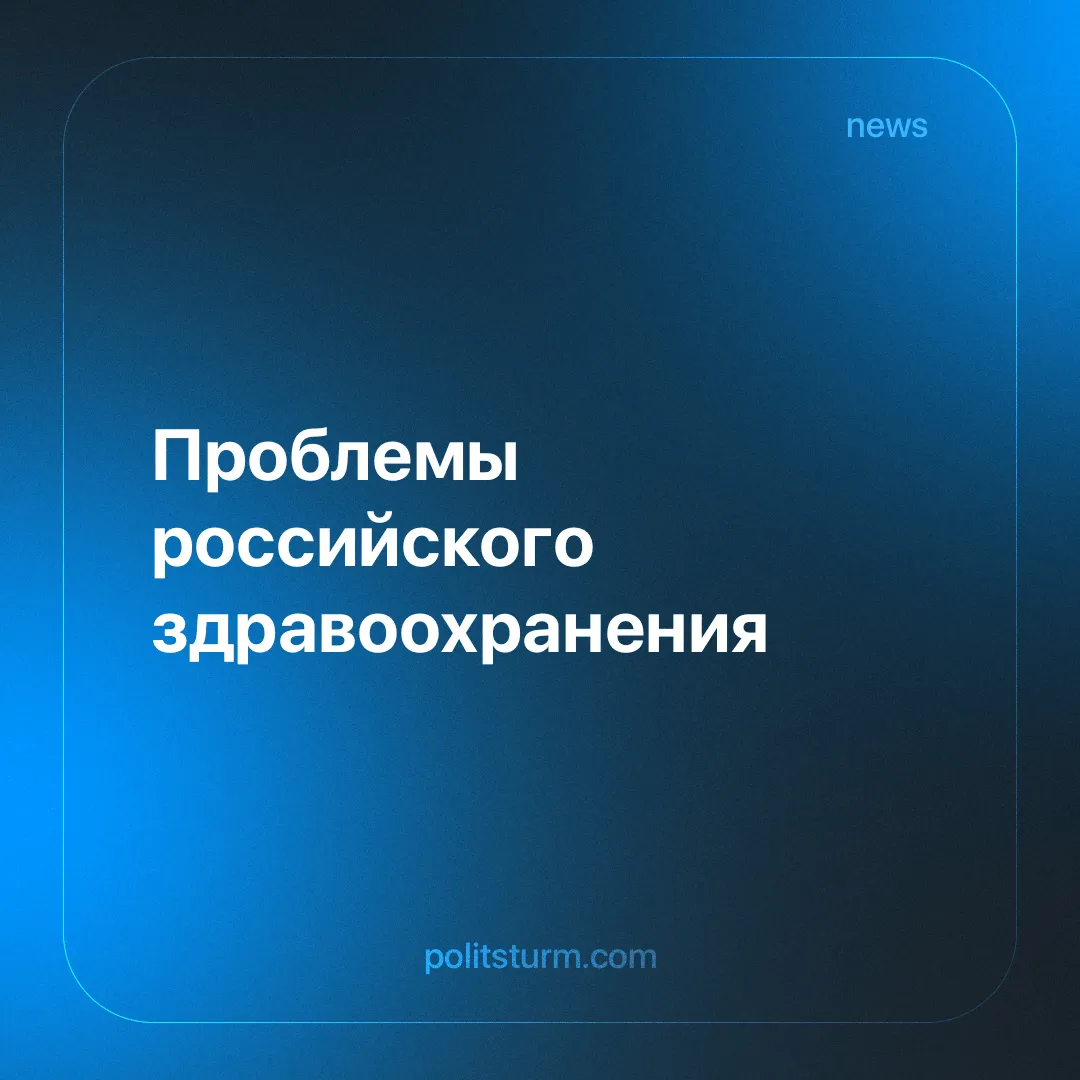 news
Проблемы
российского
здравоохранения
politsturm.com